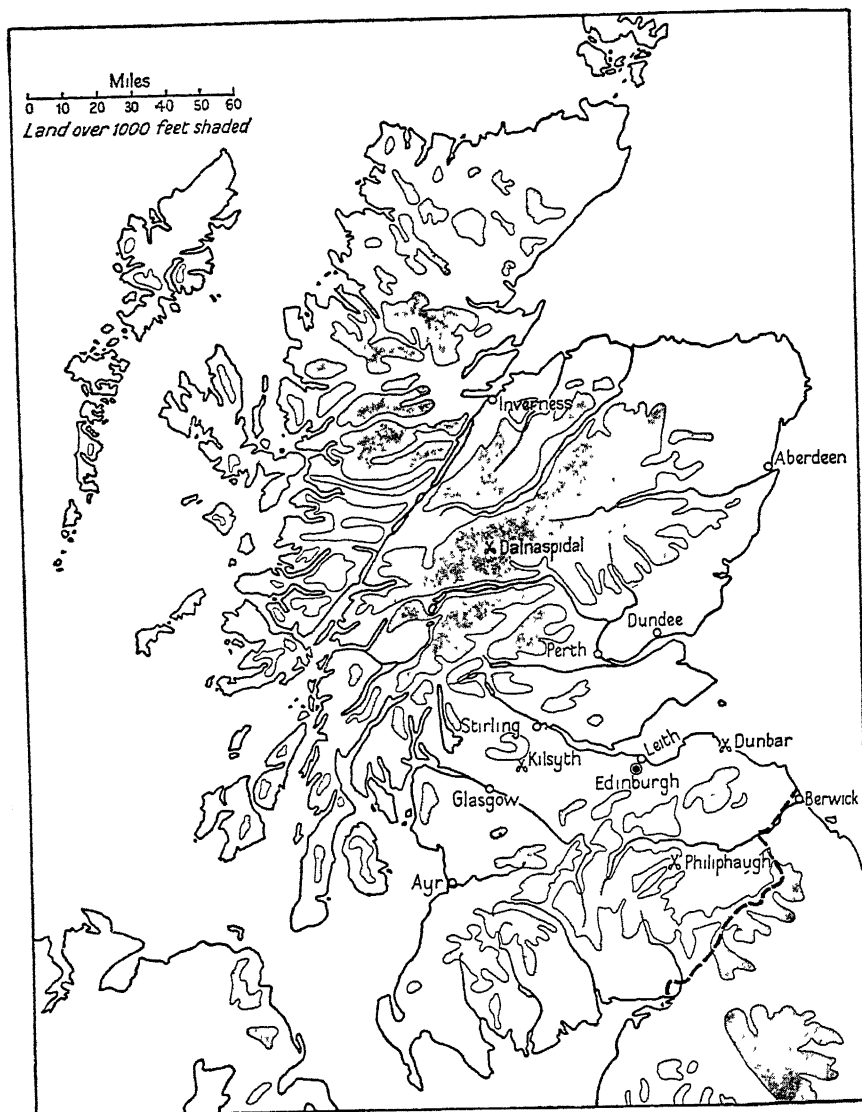 Miles
0 10 20 30 40 50 60
Land over 1000 feet shaded
Inverness
Aberdeen
Dalnaspidal
Dundee
Perth
Stirling
Leith
Dunbar
Kilsyth
Edinburgh
Glasgow
Berwick
Philiphaugh
Ayr